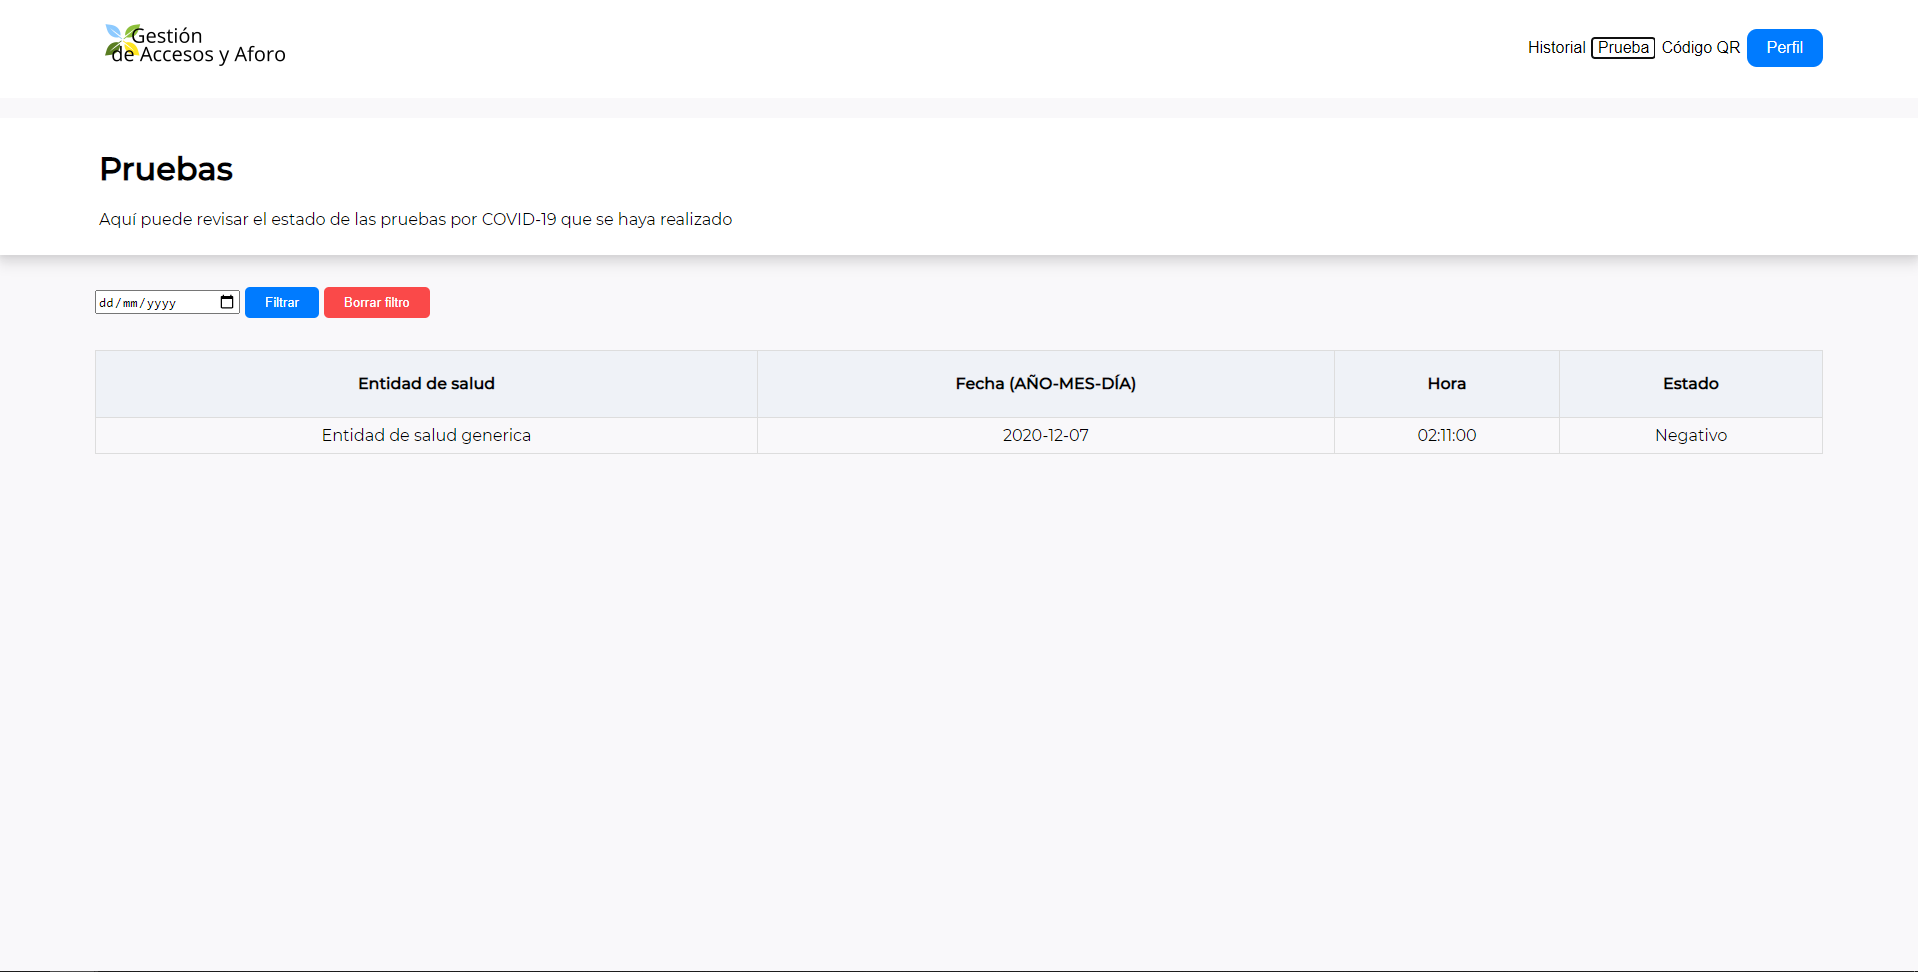 Gestión
de Accesos y Aforo
Historial Prueba Código QR Perfil
Pruebas
Aquí puede revisar el estado de las pruebas por COVID-19 que se haya realizado
dd/mm/yyyy Filtrar Borrar filtro
Entidad de salud Fecha (AÑO-MES-DÍA) Hora Estado
Entidad de salud generica 2020-12-07 02:11:00 Negativo